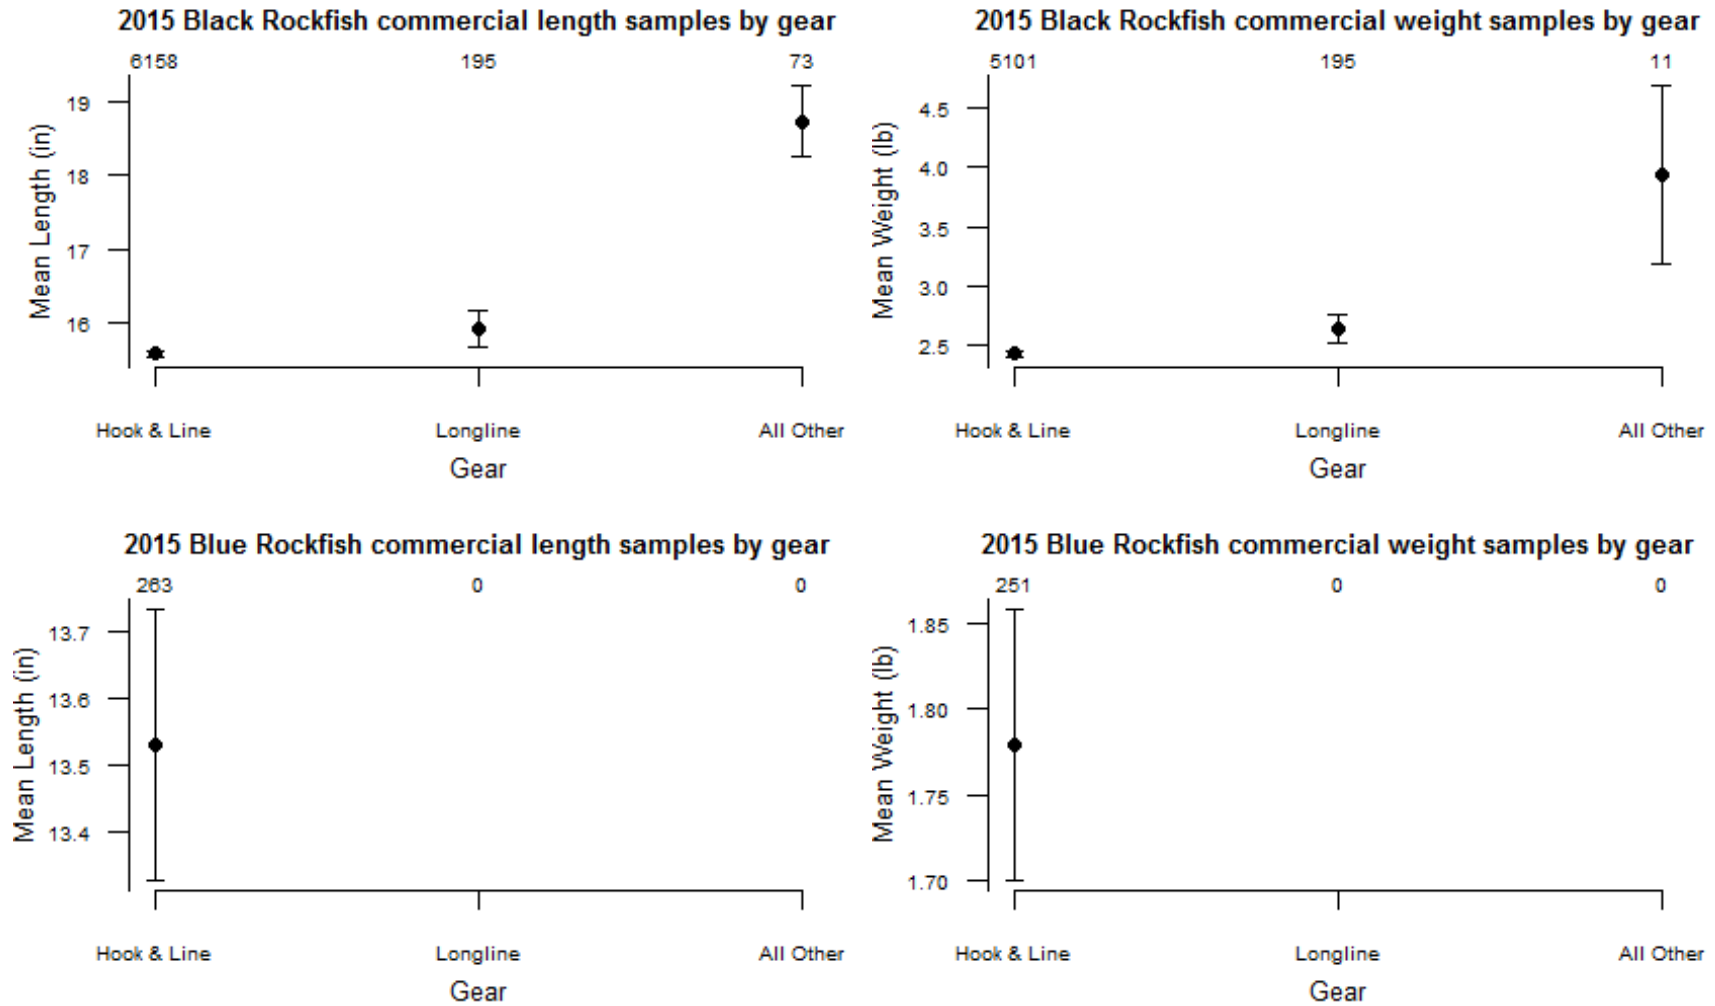 2015 Black Rockfish commercial length samples by gear
6158 195 73
19
18
17
16
Mean Length (in)
Hook & Line Longline All Other
Gear
2015 Black Rockfish commercial weight samples by gear
5101 195 11
4.5
4.0
3.5
3.0
2.5
Mean Weight (lb)
Hook & Line Longline All Other
Gear
2015 Blue Rockfish commercial length samples by gear
263 0 0
13.7
13.6
13.5
13.4
Mean Length (in)
Hook & Line Longline All Other
Gear
2015 Blue Rockfish commercial weight samples by gear
251 0 0
1.85
1.80
1.75
1.70
Mean Weight (lb)
Hook & Line Longline All Other
Gear